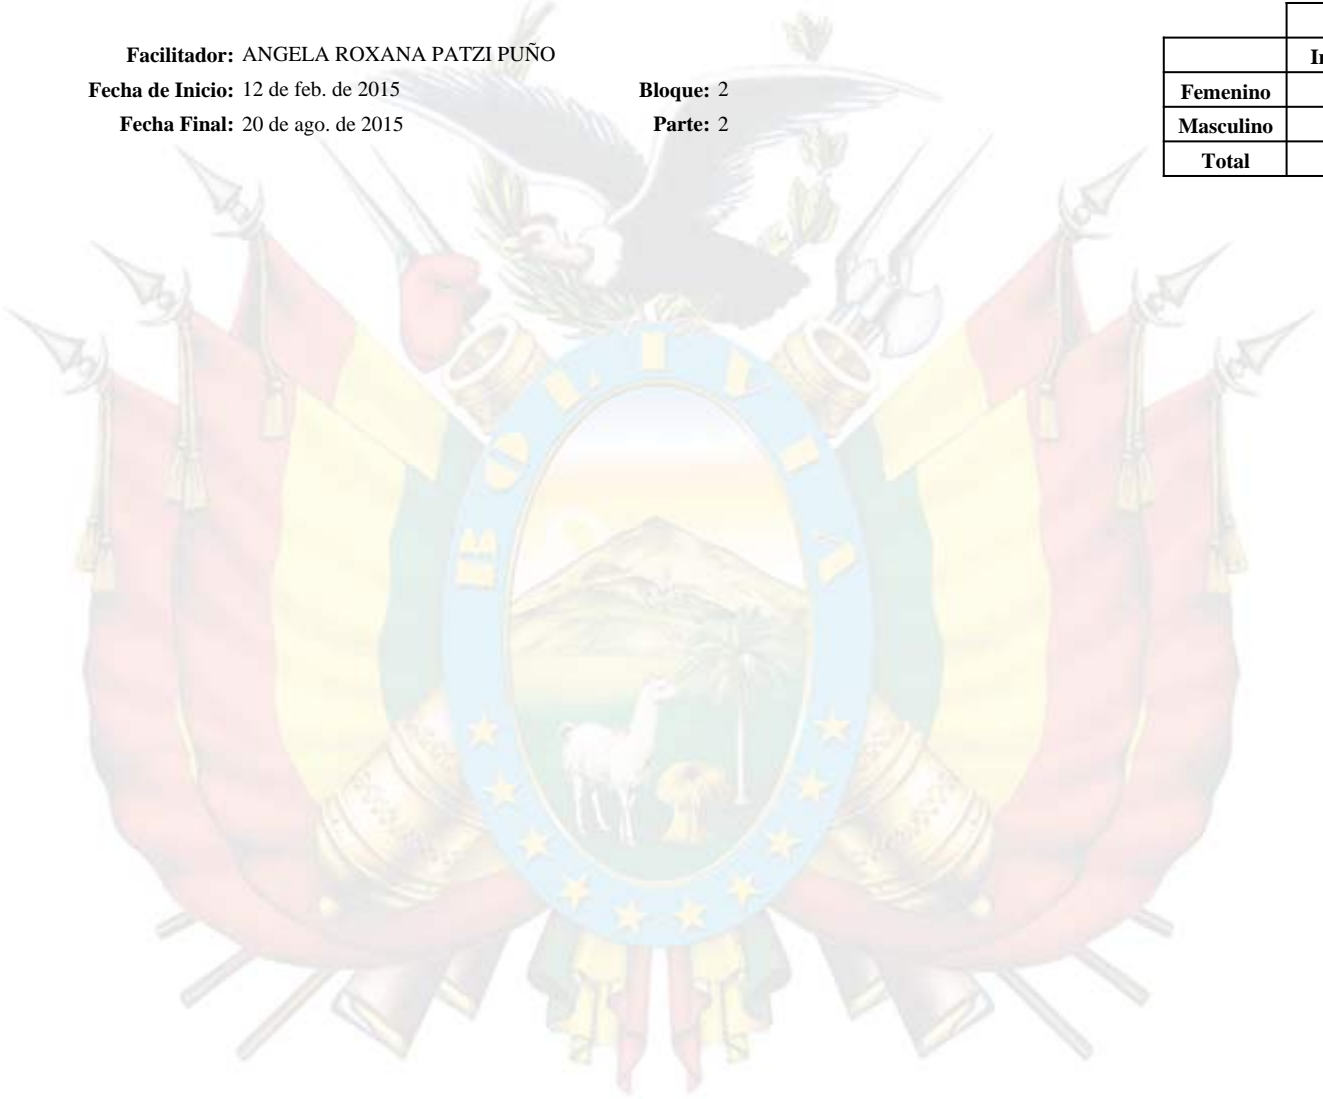 Facilitador: ANGELA ROXANA PATZI PUÑO
Fecha de Inicio: 12 de feb. de 2015 Bloque: 2
Fecha Final: 20 de ago. de 2015 Parte: 2
Femenino
Masculino
Total
BOLIVIA